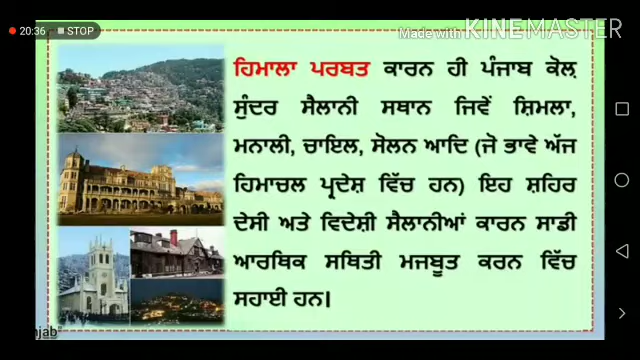 20:36 STOP
Made with KINEMASTER
ਹਿਮਾਲਾ ਪਰਬਤ ਕਾਰਨ ਹੀ ਪੰਜਾਬ ਕੋਲ਼
ਸੁੰਦਰ ਸੈਲਾਨੀ ਸਥਾਨ ਜਿਵੇਂ ਸ਼ਿਮਲਾ,
ਮਨਾਲੀ, ਚਾਇਲ, ਸੋਲਨ ਆਦਿ (ਜੋ ਭਾਵੇ ਅੱਜ
ਹਿਮਾਚਲ ਪ੍ਰਦੇਸ਼ ਵਿੱਚ ਹਨ) ਇਹ ਸ਼ਹਿਰ
ਦੇਸੀ ਅਤੇ ਵਿਦੇਸ਼ੀ ਸੈਲਾਨੀਆਂ ਕਾਰਨ ਸਾਡੀ
ਆਰਥਿਕ ਸਥਿਤੀ ਮਜਬੂਤ ਕਰਨ ਵਿੱਚ
ਸਹਾਈ ਹਨ।